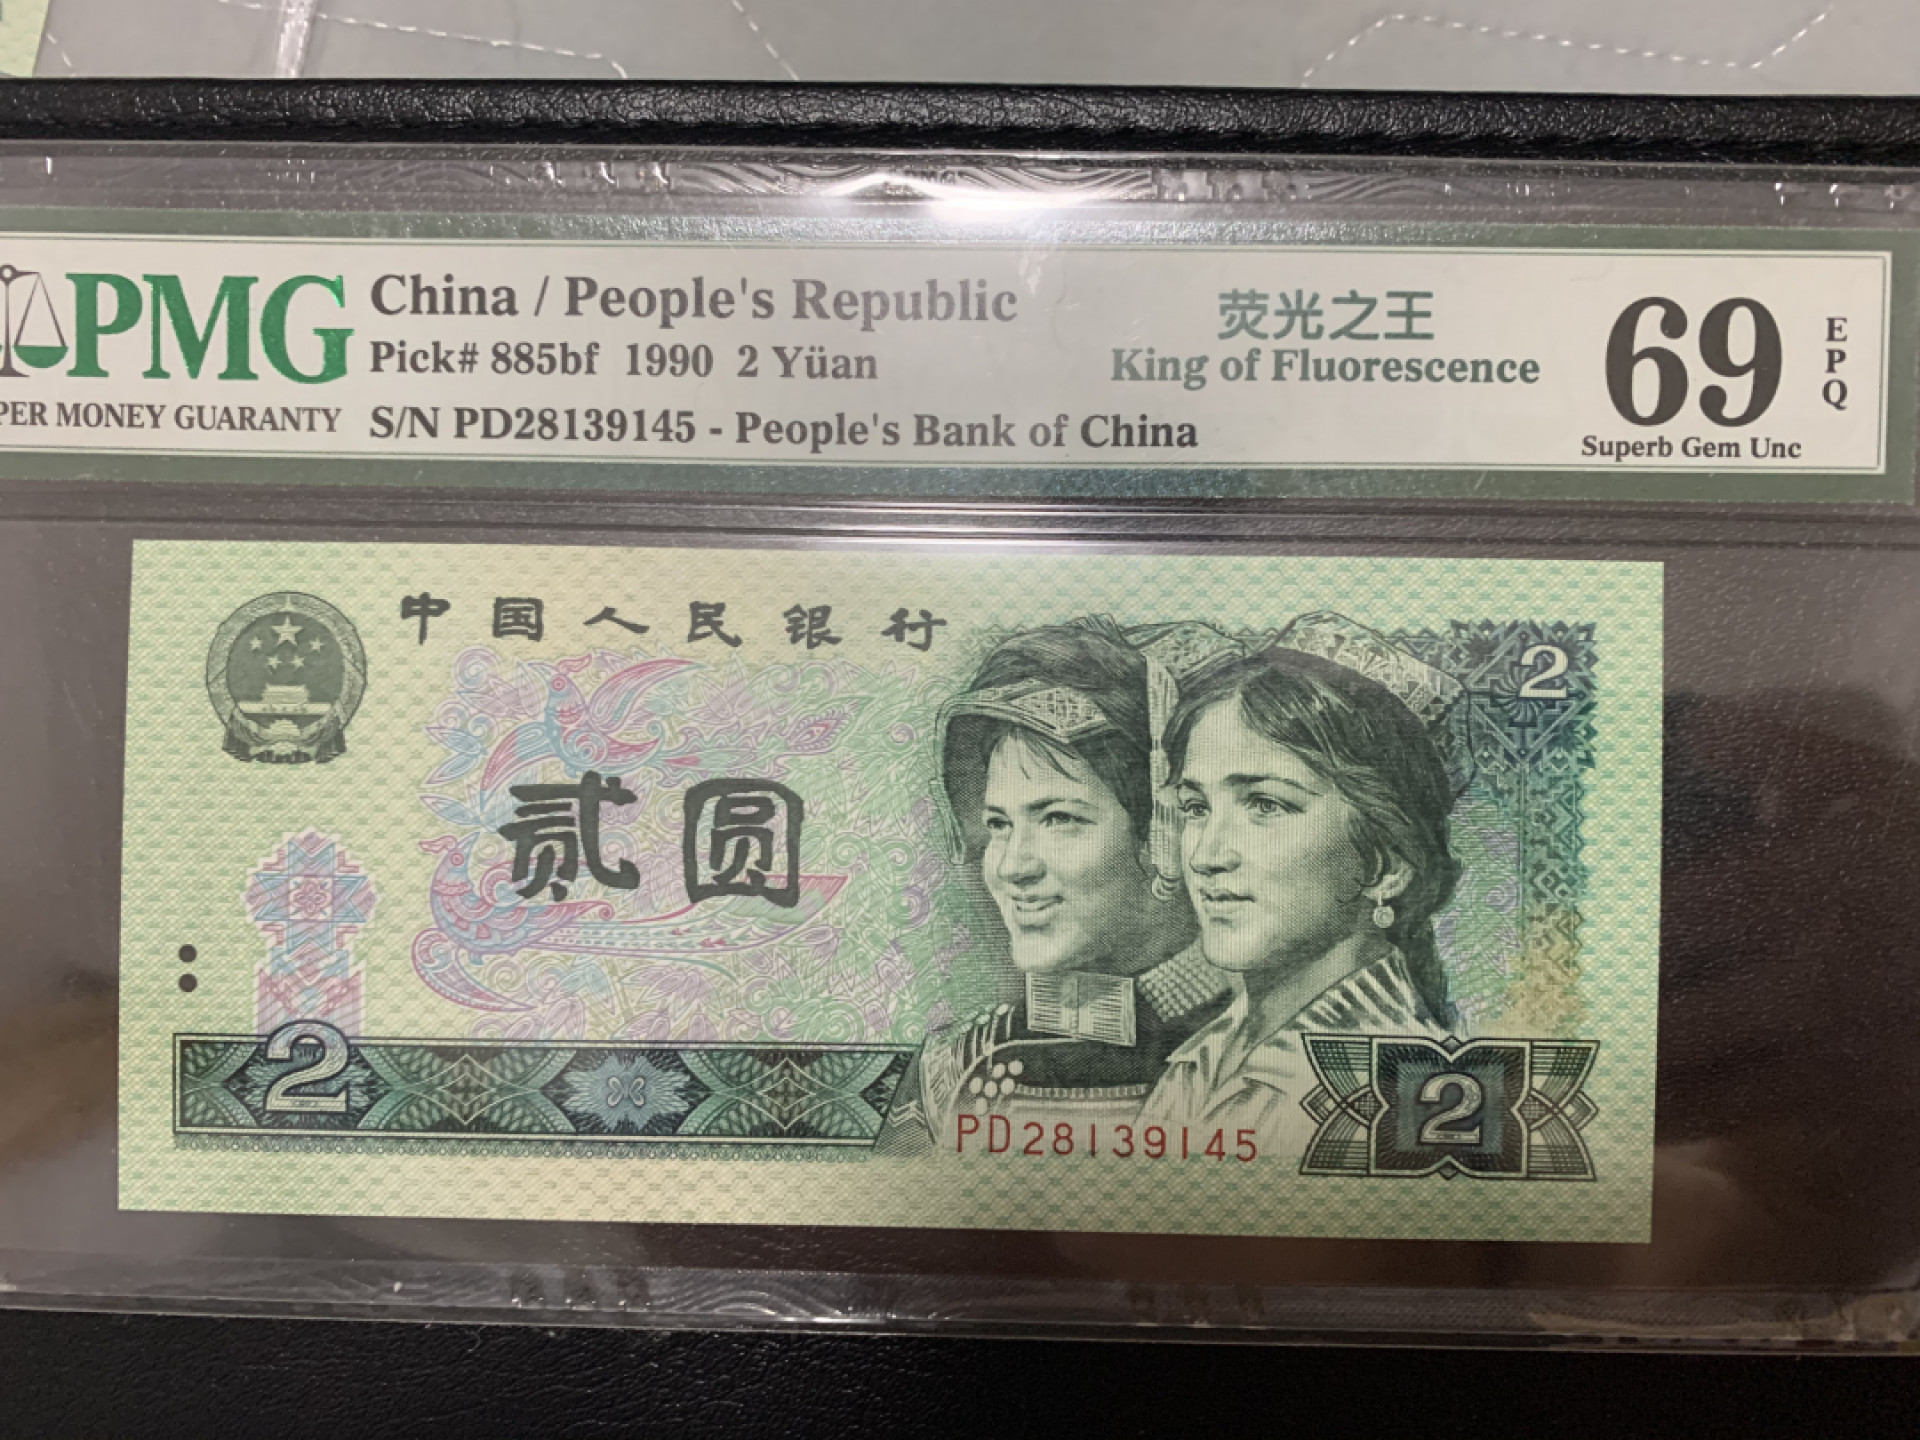 PMG
China / People's Republic
荧光之王
69
EPQ
Pick# 885bf 1990 2 Yüan
King of Fluorescence
PER MONEY GUARANTY
S/N PD28139145 - People's Bank of China
Superb Gem Unc
中国人民银行
2
贰圆
2
2
PD28139145